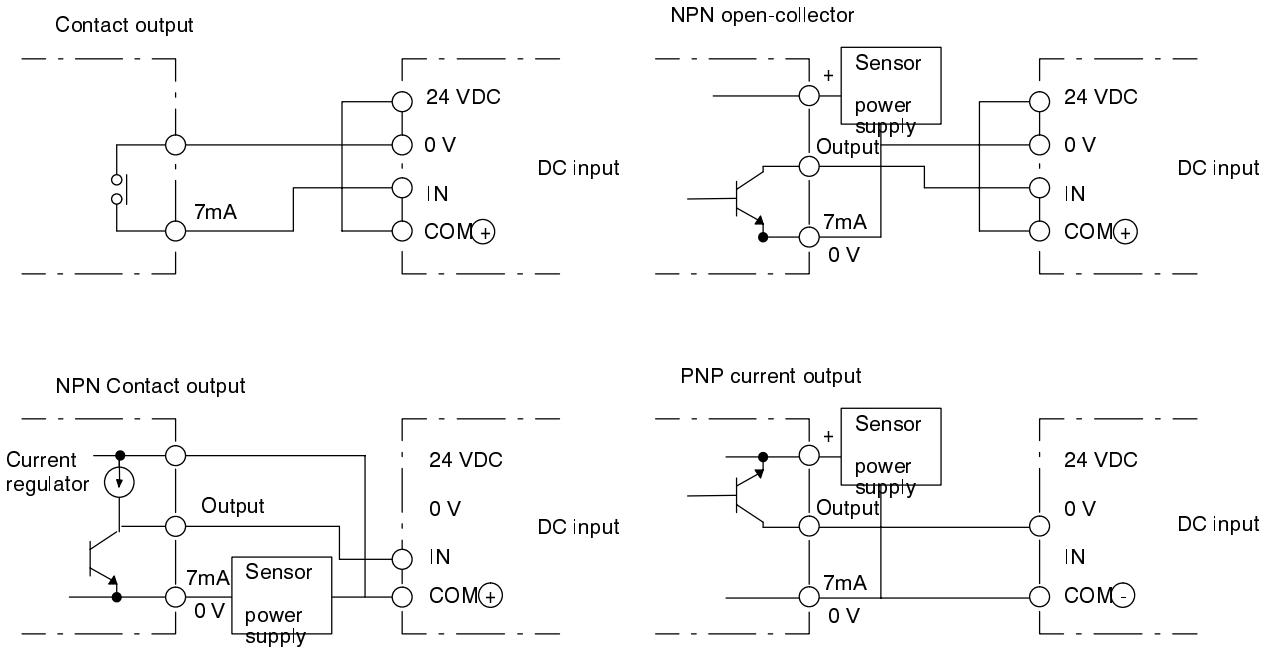 Contact output
24 VDC
0 V
DC input
IN
7mA
COM +
NPN open-collector
Sensor
+
24 VDC
power
supply
Output
0 V
DC input
IN
7mA
COM +
0 V
NPN Contact output
Current
regulator
24 VDC
Output
0 V
DC input
IN
7mA
Sensor
COM +
0 V
power
supply
PNP current output
Sensor
+
24 VDC
power
supply
Output
0 V
DC input
IN
7mA
COM -
0 V